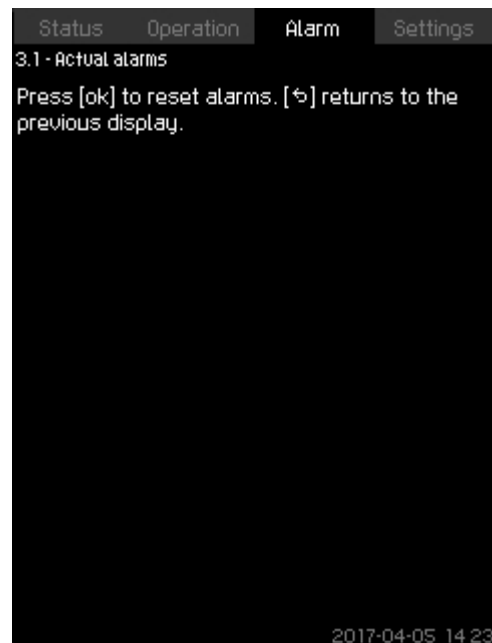 Status Operation Alarm Settings
3.1 - Actual alarms
Press [ok] to reset alarms. [↶] returns to the
previous display.
2017-04-05 14:23